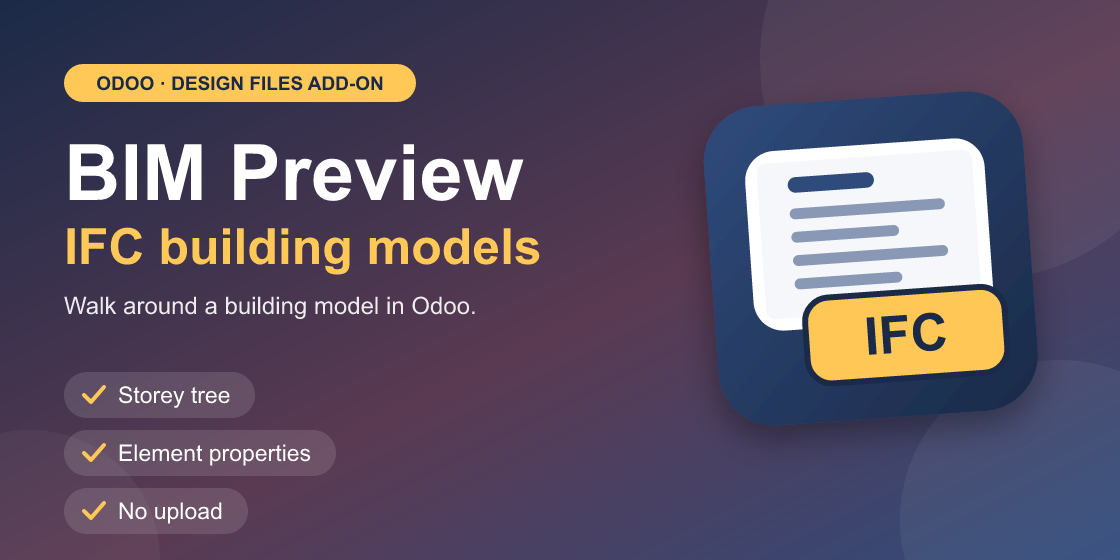 ODOO · DESIGN FILES ADD-ON
BIM Preview
IFC building models
Walk around a building model in Odoo.
Storey tree
Element properties
No upload
IFC